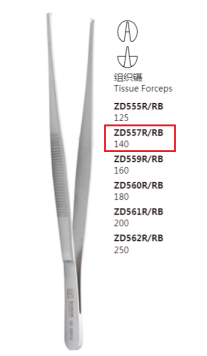 组织镊
Tissue Forceps
ZD555R/RB
125
ZD557R/RB
140
ZD559R/RB
160
ZD560R/RB
180
ZD561R/RB
200
ZD562R/RB
250